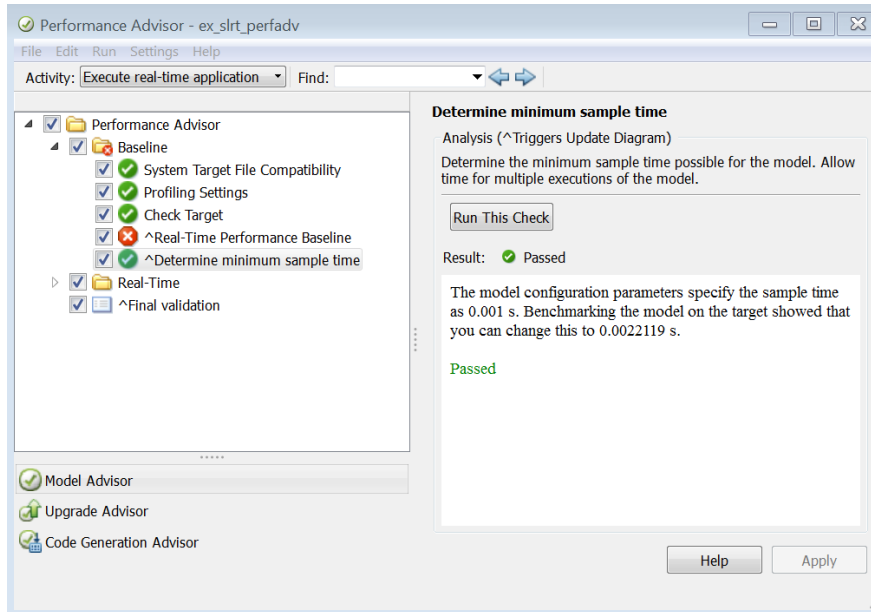 Performance Advisor - ex_slrt_perfadv
File Edit Run Settings Help
Activity: Execute real-time application Find:
Performance Advisor
Baseline
System Target File Compatibility
Profiling Settings
Check Target
^Real-Time Performance Baseline
^Determine minimum sample time
Real-Time
^Final validation
Model Advisor
Upgrade Advisor
Code Generation Advisor
Determine minimum sample time
Analysis (^Triggers Update Diagram)
Determine the minimum sample time possible for the model. Allow
time for multiple executions of the model.
Run This Check
Result: Passed
The model configuration parameters specify the sample time
as 0.001 s. Benchmarking the model on the target showed that
you can change this to 0.0022119 s.
Passed
Help Apply